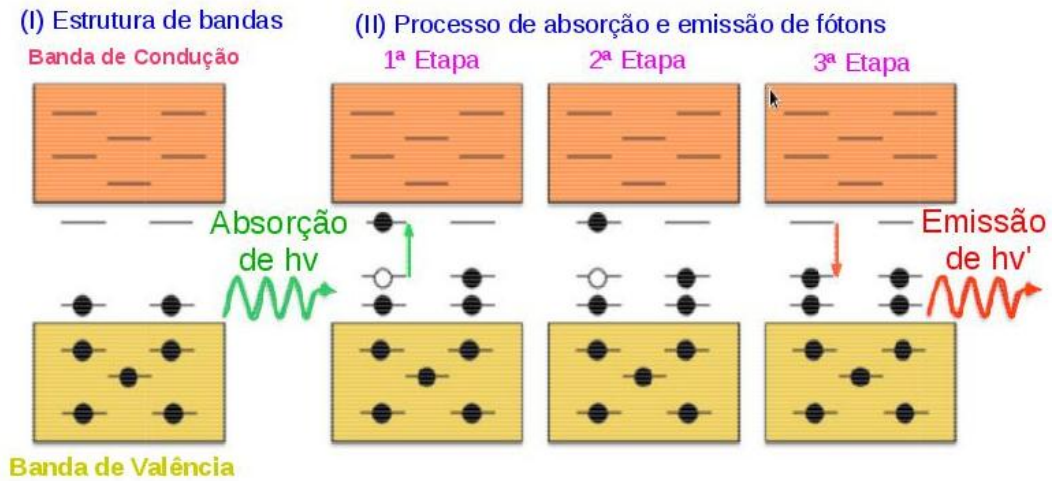 (I) Estrutura de bandas
(II) Processo de absorção e emissão de fótons
Banda de Condução
1ª Etapa
2ª Etapa
3ª Etapa
Absorção
de hv
Emissão
de hv'
Banda de Valência